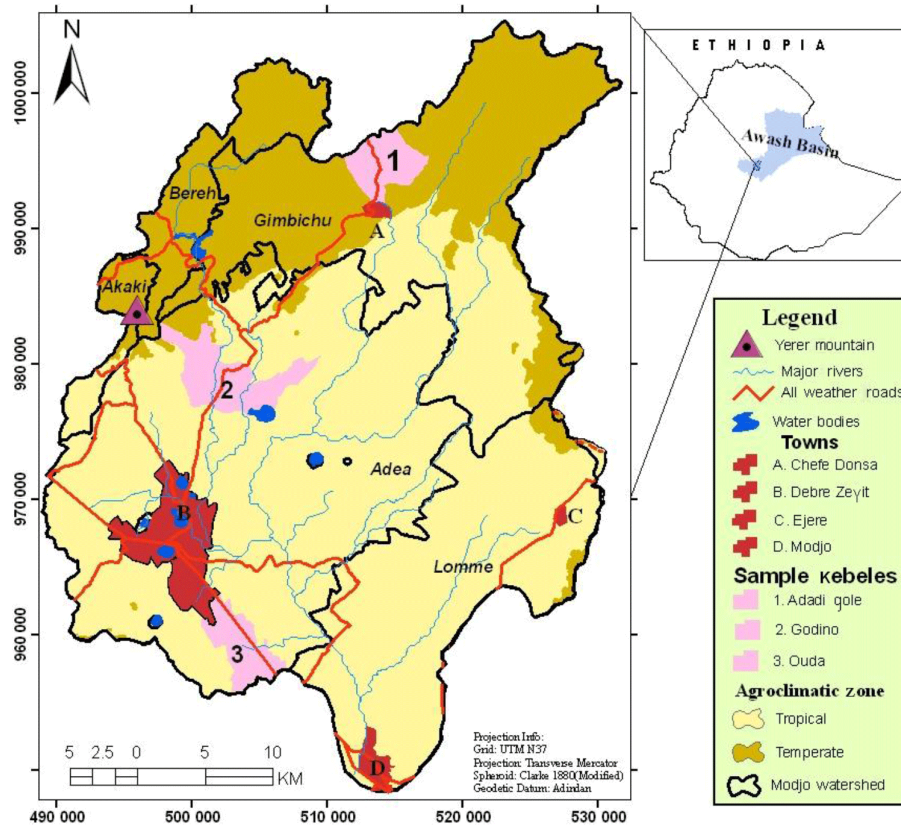 N
ETHIOPIA
Awash Basin
1000 000
990 000
980 000
970 000
960 000
1
Bereh
Gimbichu
A
Akaki
2
Adea
B
C
Lomme
3
D
5 2.5 0 5 10
KM
Projection Info:
Grid: UTM N37
Projection: Transverse Mercator
Spheroid: Clarke 1880(Modified)
Geodetic Datum: Adindan
490 000 500 000 510 000 520 000 530 000
Legend
Yerer mountain
Major rivers
All weather roads
Water bodies
Towns
A. Chefe Donsa
B. Debre Zeyit
C. Ejere
D. Modjo
Sample Kebeles
1. Adadi gole
2. Godino
3. Ouda
Agroclimatic zone
Tropical
Temperate
Modjo watershed